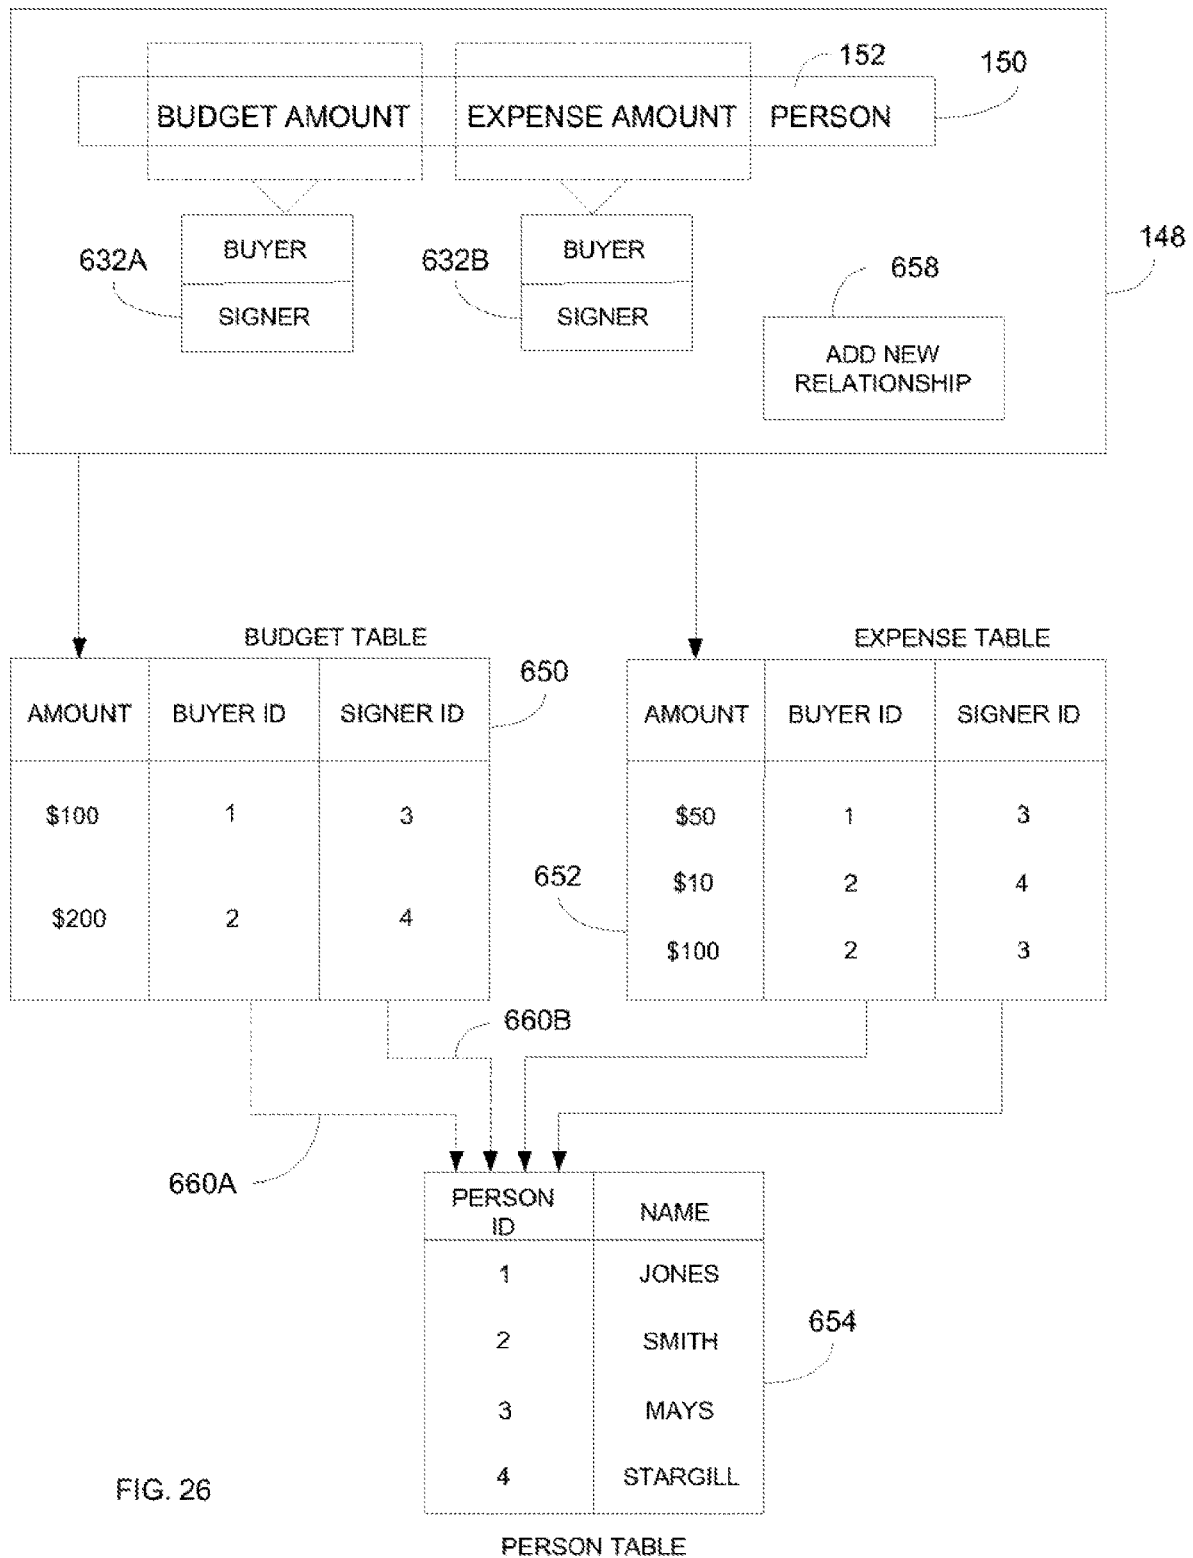 152
150
BUDGET AMOUNT EXPENSE AMOUNT PERSON
632A BUYER 632B BUYER 148
658
SIGNER SIGNER
ADD NEW
RELATIONSHIP
BUDGET TABLE EXPENSE TABLE
650
AMOUNT BUYER ID SIGNER ID AMOUNT BUYER ID SIGNER ID
$100 1 3 $50 1 3
652 $10 2 4
$200 2 4
$100 2 3
660B
660A
PERSON
ID NAME
1 JONES
654
2 SMITH
3 MAYS
4 STARGILL
FIG. 26
PERSON TABLE